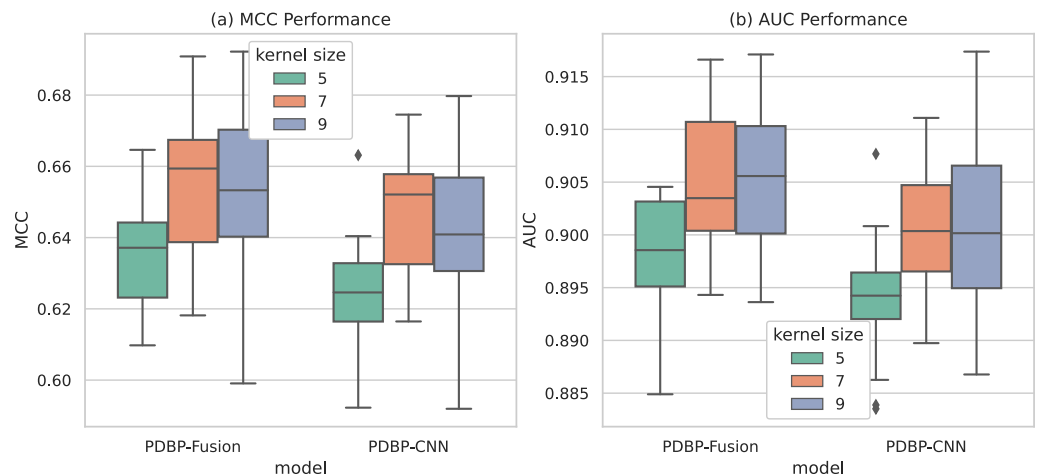 (a) MCC Performance
kernel size
5
7
9
MCC
0.68
0.66
0.64
0.62
0.60
PDBP-Fusion
PDBP-CNN
model
(b) AUC Performance
AUC
0.915
0.910
0.905
0.900
0.895
0.890
0.885
kernel size
5
7
9
PDBP-Fusion
PDBP-CNN
model